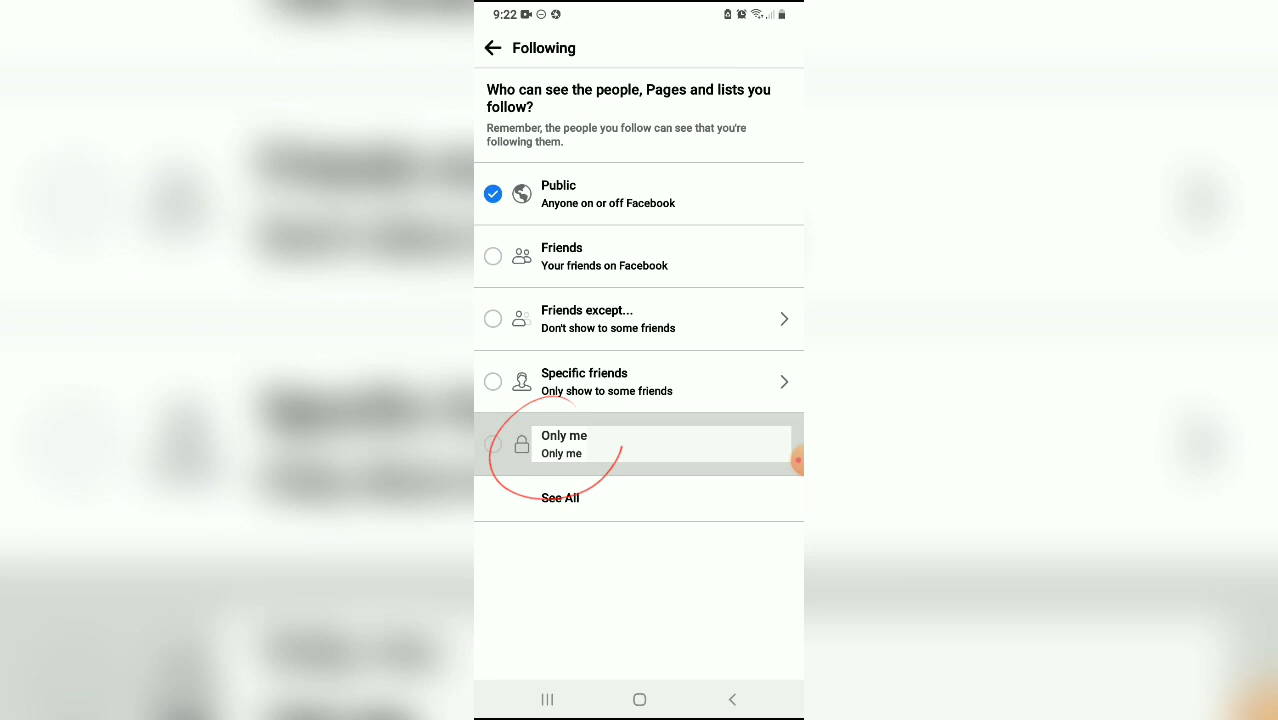 9:22
Following
Who can see the people, Pages and lists you
follow?
Remember, the people you follow can see that you're
following them.
Public
Anyone on or off Facebook
Friends
Your friends on Facebook
Friends except...
Don't show to some friends
Specific friends
Only show to some friends
Only me
Only me
See All